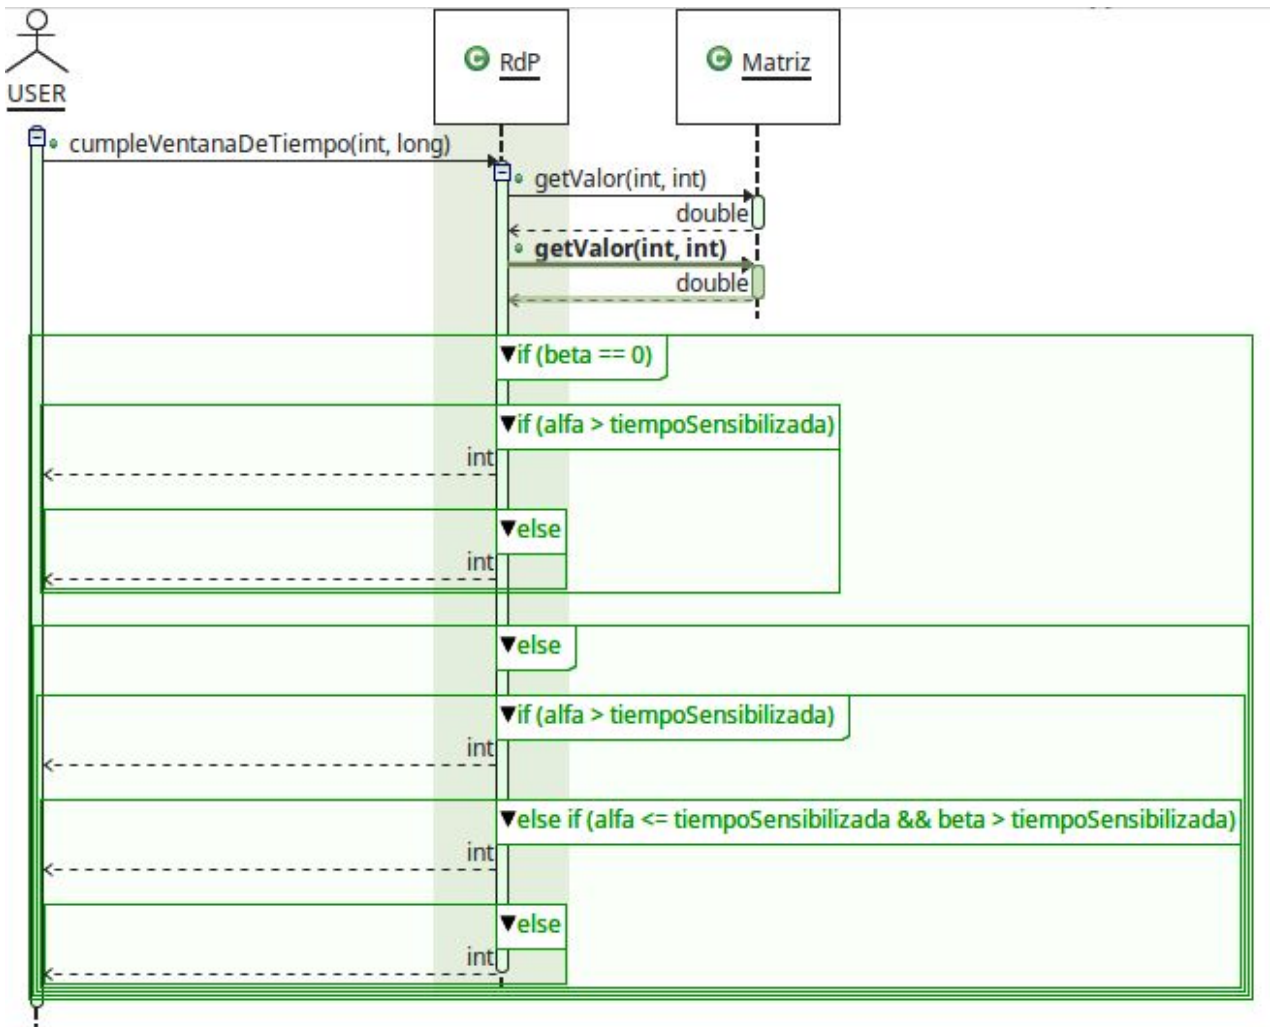 USER
C RdP
C Matriz
cumpleVentanaDeTiempo(int, long)
getValor(int, int)
double
getValor(int, int)
double
▼if (beta == 0)
▼if (alfa > tiempoSensibilizada)
int
▼else
int
▼else
▼if (alfa > tiempoSensibilizada)
int
▼else if (alfa <= tiempoSensibilizada && beta > tiempoSensibilizada)
int
▼else
int